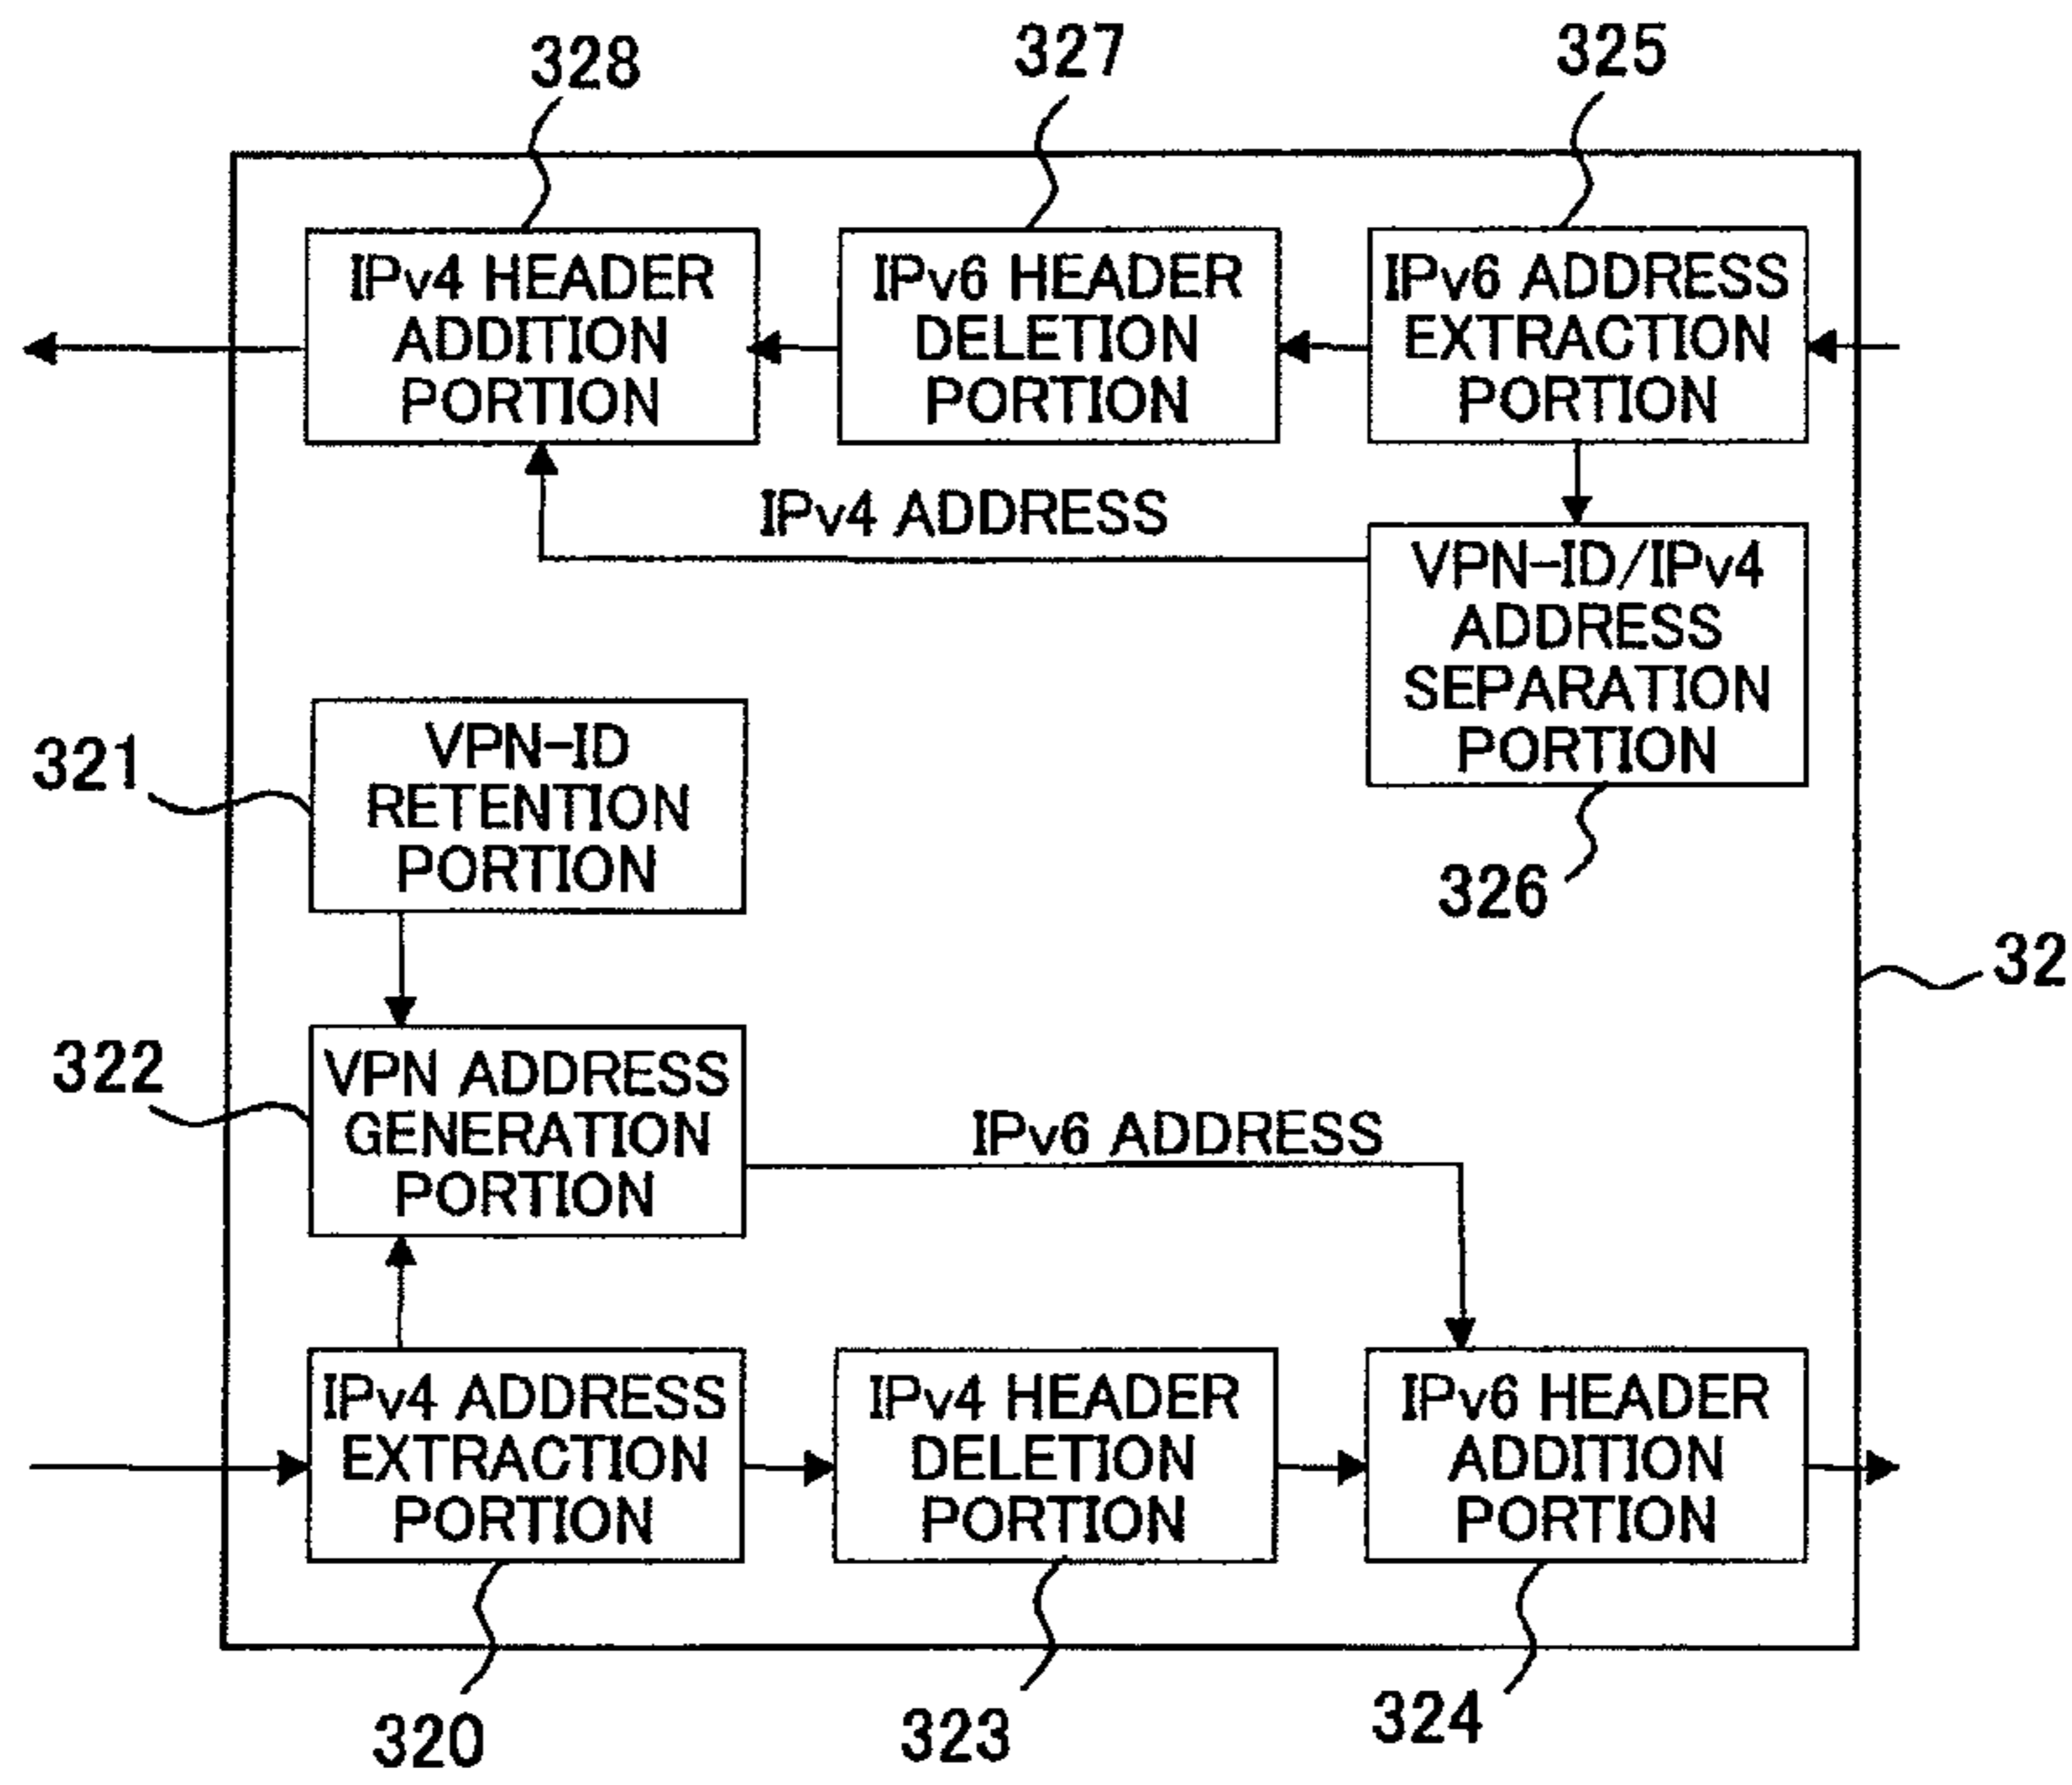 328
327
325
IPv4 HEADER
ADDITION
PORTION
IPv6 HEADER
DELETION
PORTION
IPv6 ADDRESS
EXTRACTION
PORTION
IPv4 ADDRESS
VPN-ID/IPv4
ADDRESS
SEPARATION
PORTION
326
321
VPN-ID
RETENTION
PORTION
32
322
VPN ADDRESS
GENERATION
PORTION
IPv6 ADDRESS
IPv4 ADDRESS
EXTRACTION
PORTION
IPv4 HEADER
DELETION
PORTION
IPv6 HEADER
ADDITION
PORTION
320
323
324